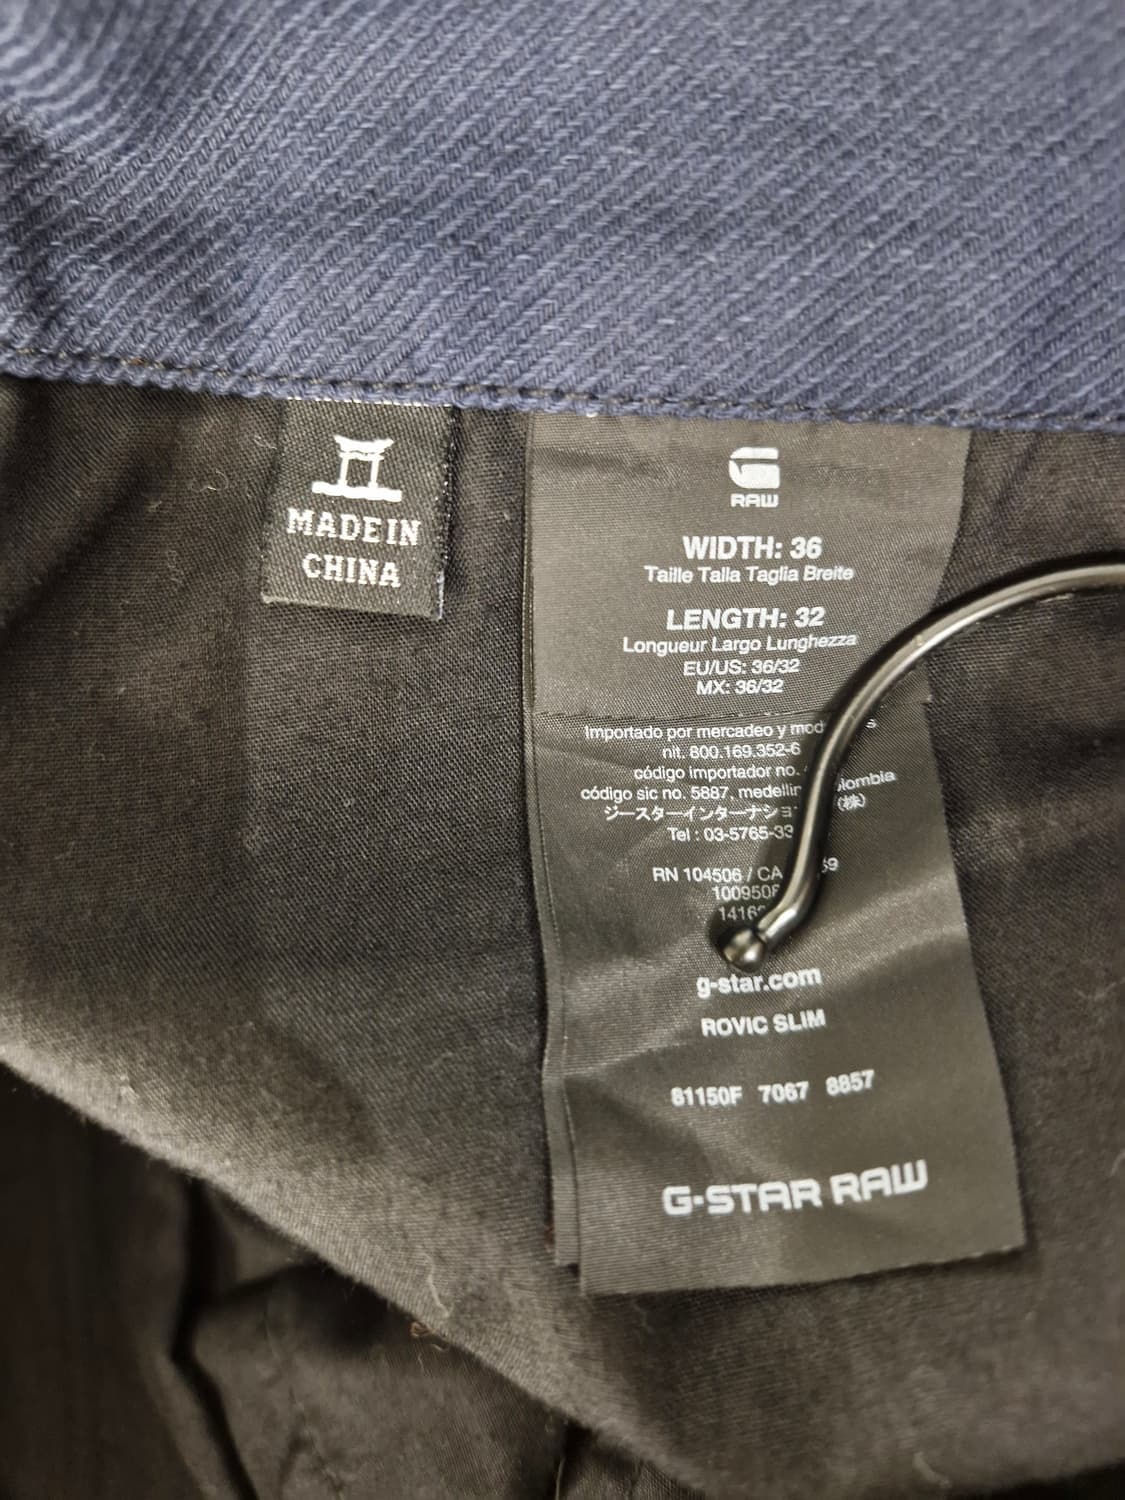 MADE IN
CHINA
RAW
WIDTH: 36
Taille Talla Taglia Breite
LENGTH: 32
Longueur Largo Lunghezza
EU/US: 36/32
MX: 36/32
Importado por mercadeo y
nit. 800.169.352-6
código importador no.
código sic no. 5887, medellin
ジースターインターナショ (株)
Tel : 03-5765-33
RN 104506 / CA
g-star.com
ROVIC SLIM
81150F 7067 8857
G-STAR RAW